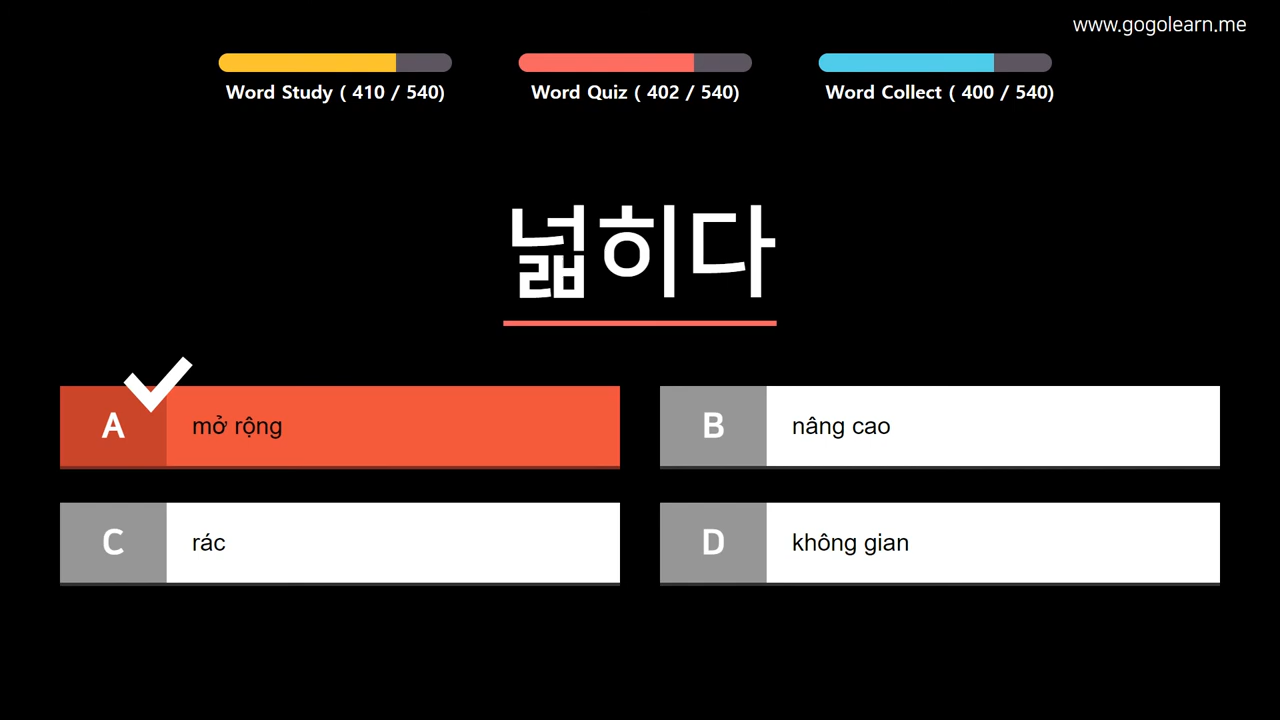 www.gogolearn.me
Word Study ( 410 / 540)
Word Quiz ( 402 / 540)
Word Collect ( 400 / 540)
넓히다
A mở rộng
B nâng cao
C rác
D không gian